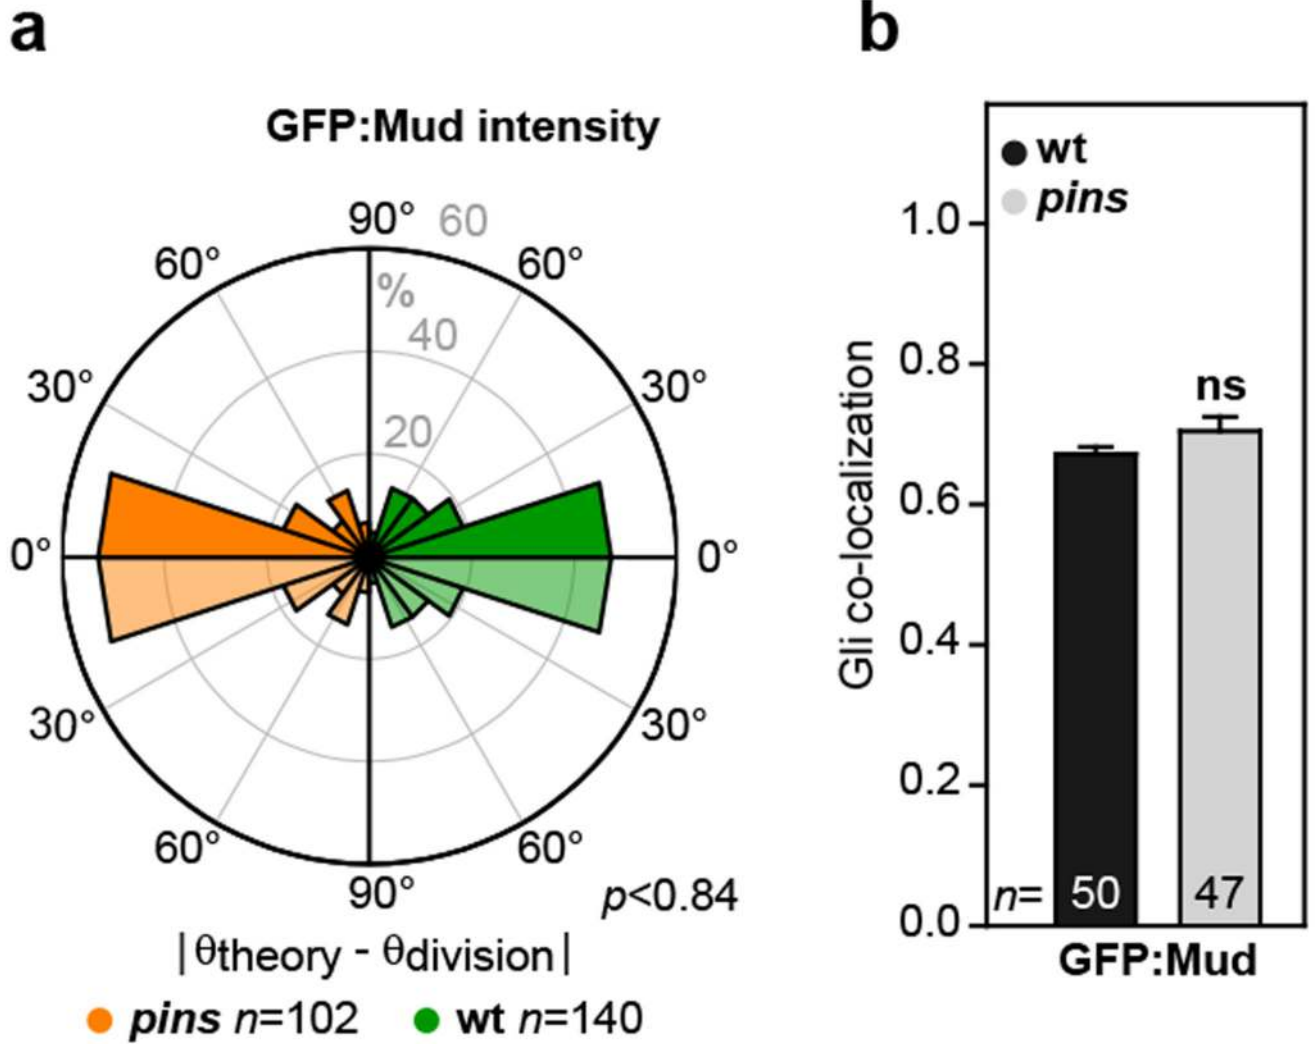 a
GFP:Mud intensity
90° 60
60° 60°
%
40
30° 30°
20
0° 0°
30° 30°
60° 60°
90°
p<0.84
|θtheory - θdivision|
pins n=102 wt n=140
b
wt
pins
1.0
0.8
ns
0.6
0.4
0.2
0.0
Gli co-localization
n= 50 47
GFP:Mud